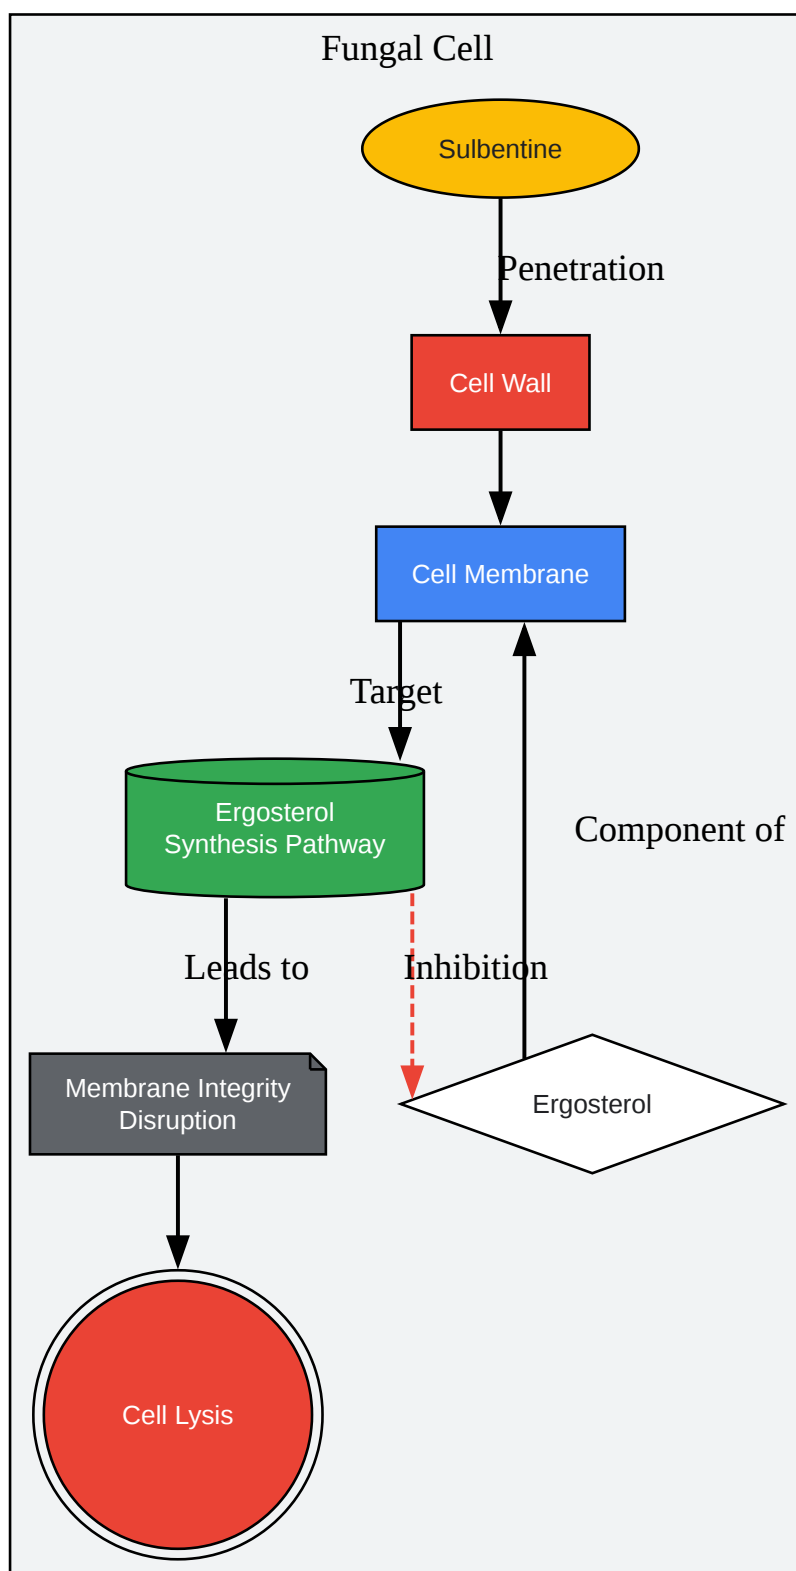 Fungal Cell
Sulbentine
Penetration
Cell Wall
Cell Membrane
Target
Ergosterol
Synthesis Pathway
Component of
Leads to
Inhibition
Membrane Integrity
Disruption
Ergosterol
Cell Lysis